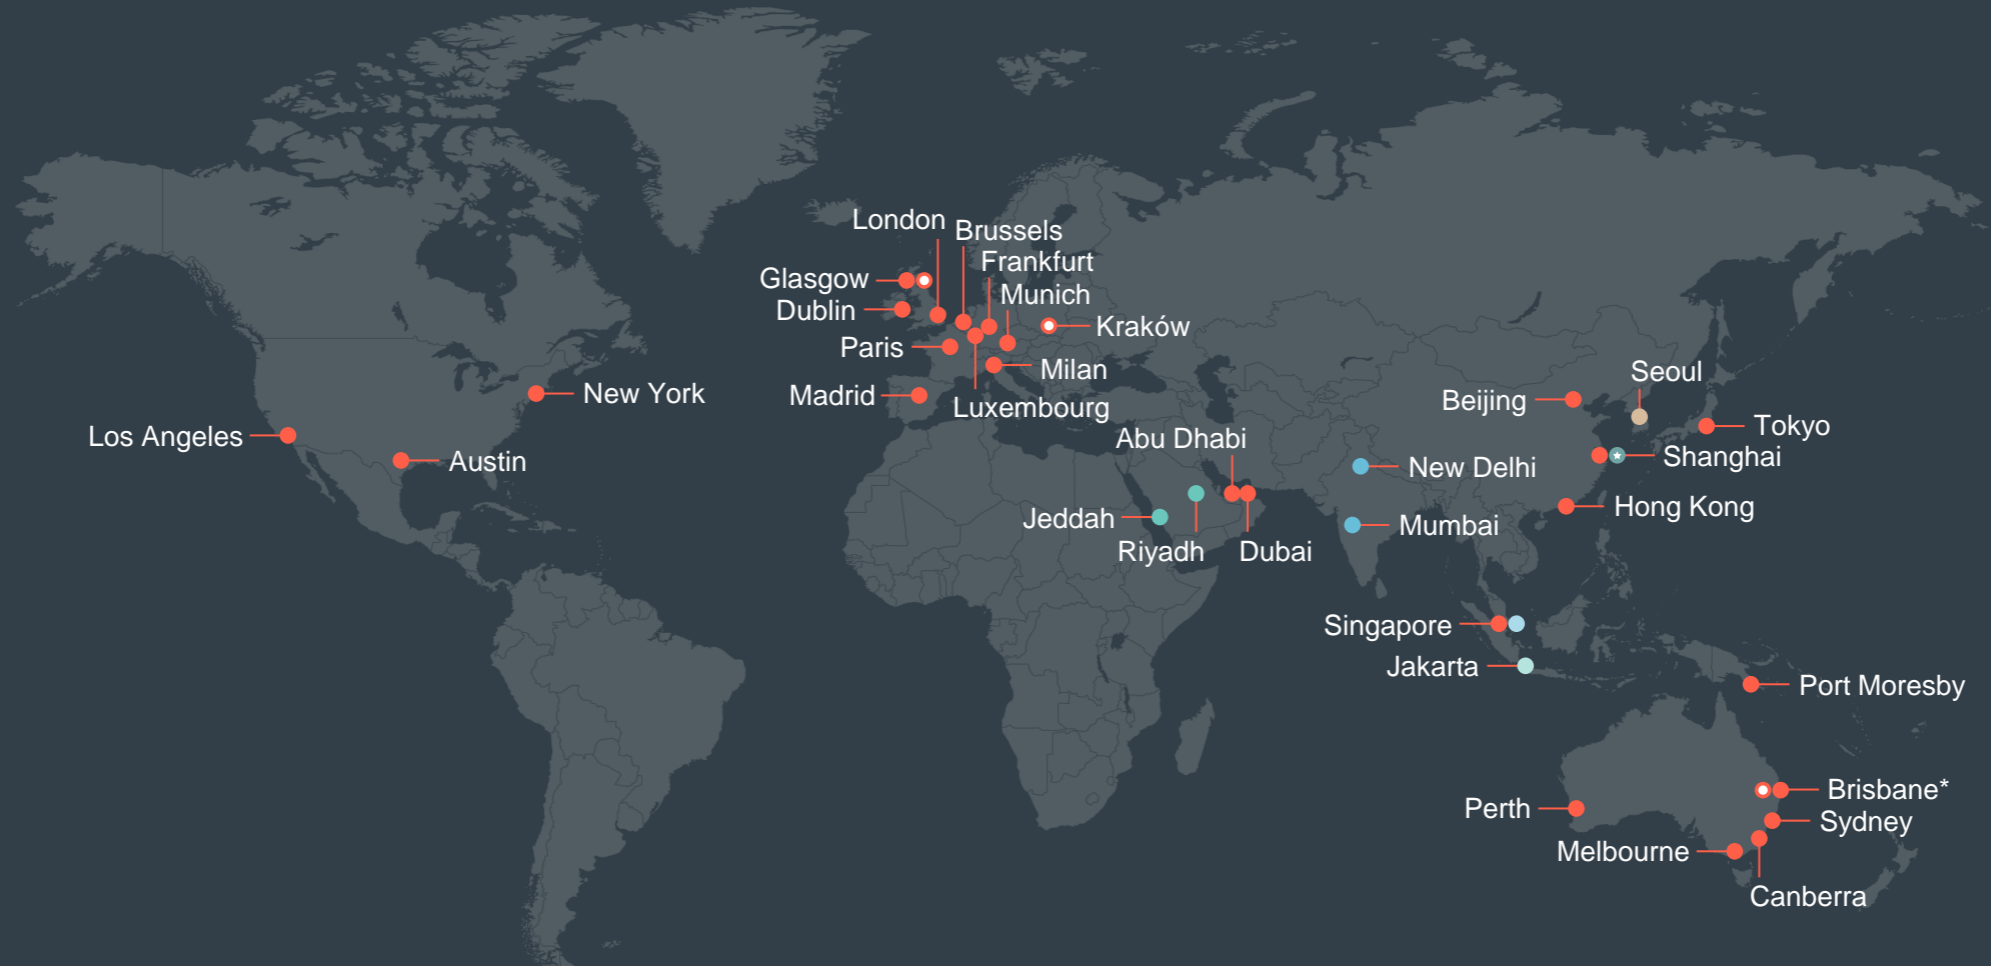 London
Brussels
Frankfurt
Glasgow
Munich
Dublin
Kraków
Paris
Milan
Madrid
Luxembourg
New York
Los Angeles
Austin
Seoul
Beijing
Tokyo
Abu Dhabi
Shanghai
New Delhi
Hong Kong
Jeddah
Mumbai
Riyadh
Dubai
Singapore
Jakarta
Port Moresby
Brisbane*
Perth
Sydney
Melbourne
Canberra